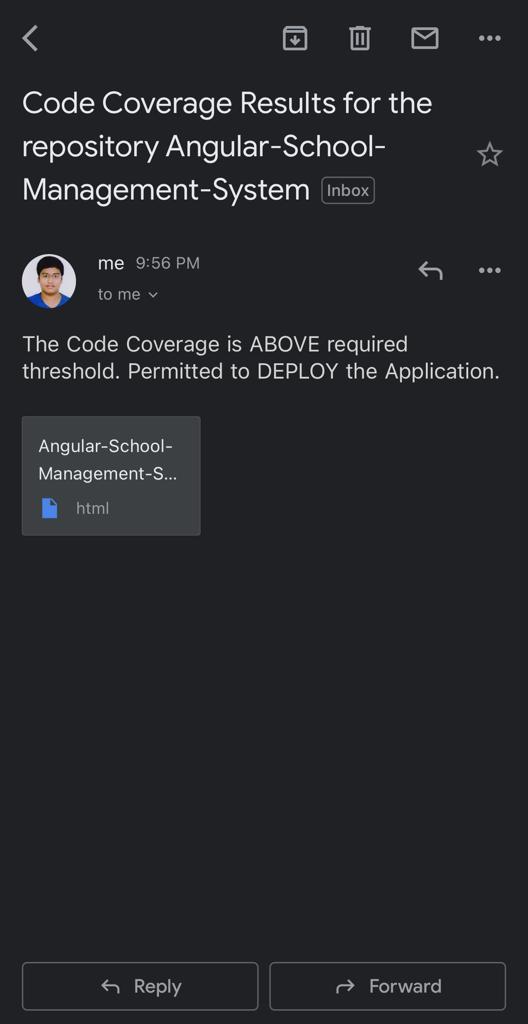 Code Coverage Results for the
repository Angular-School-
Management-System Inbox
me 9:56 PM
to me
The Code Coverage is ABOVE required
threshold. Permitted to DEPLOY the Application.
Angular-School-
Management-S...
html
Reply
Forward